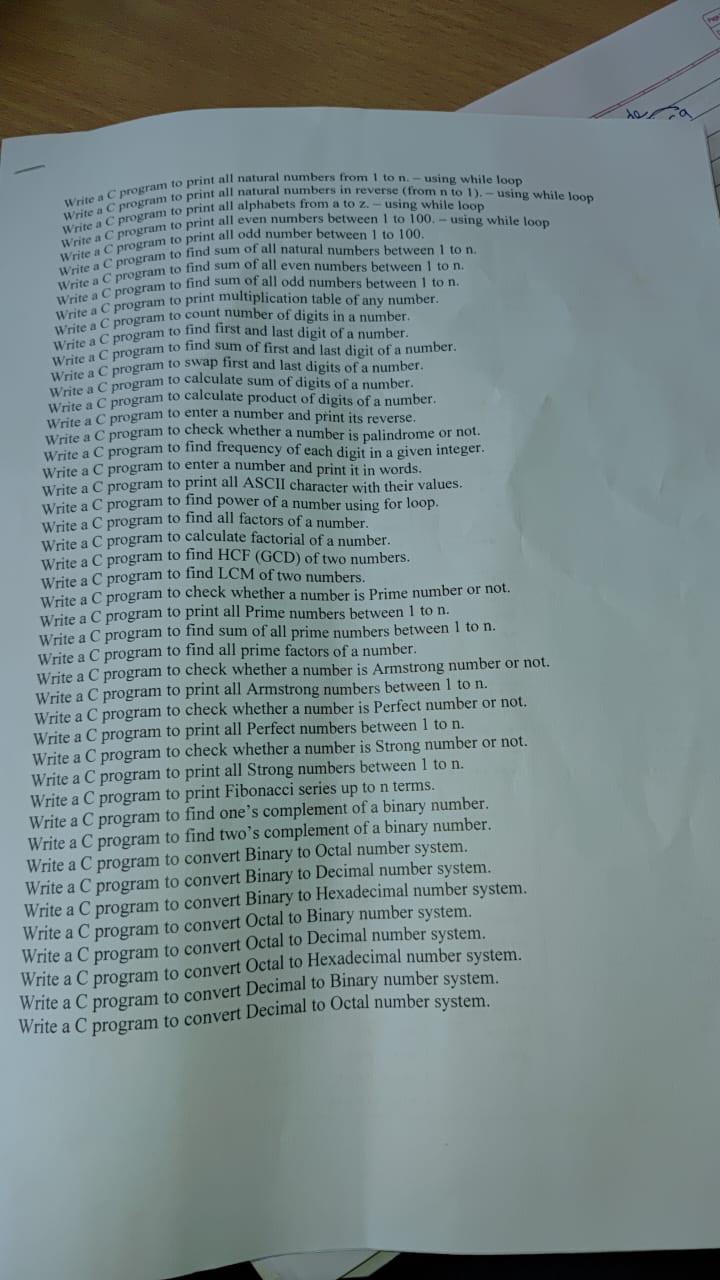 Write a C program to print all natural numbers from 1 to n. – using while loop
Write a C program to print all natural numbers in reverse (from n to 1). – using while loop
Write a C program to print all alphabets from a to z. – using while loop
Write a C program to print all even numbers between 1 to 100. – using while loop
Write a C program to print all odd number between 1 to 100.
Write a C program to find sum of all natural numbers between 1 to n.
Write a C program to find sum of all even numbers between 1 to n.
Write a C program to find sum of all odd numbers between 1 to n.
Write a C program to print multiplication table of any number.
Write a C program to count number of digits in a number.
Write a C program to find first and last digit of a number.
Write a C program to find sum of first and last digit of a number.
Write a C program to swap first and last digits of a number.
Write a C program to calculate sum of digits of a number.
Write a C program to calculate product of digits of a number.
Write a C program to enter a number and print its reverse.
Write a C program to check whether a number is palindrome or not.
Write a C program to find frequency of each digit in a given integer.
Write a C program to enter a number and print it in words.
Write a C program to print all ASCII character with their values.
Write a C program to find power of a number using for loop.
Write a C program to find all factors of a number.
Write a C program to calculate factorial of a number.
Write a C program to find HCF (GCD) of two numbers.
Write a C program to find LCM of two numbers.
Write a C program to check whether a number is Prime number or not.
Write a C program to print all Prime numbers between 1 to n.
Write a C program to find sum of all prime numbers between 1 to n.
Write a C program to find all prime factors of a number.
Write a C program to check whether a number is Armstrong number or not.
Write a C program to print all Armstrong numbers between 1 to n.
Write a C program to check whether a number is Perfect number or not.
Write a C program to print all Perfect numbers between 1 to n.
Write a C program to check whether a number is Strong number or not.
Write a C program to print all Strong numbers between 1 to n.
Write a C program to print Fibonacci series up to n terms.
Write a C program to find one's complement of a binary number.
Write a C program to find two's complement of a binary number.
Write a C program to convert Binary to Octal number system.
Write a C program to convert Binary to Decimal number system.
Write a C program to convert Binary to Hexadecimal number system.
Write a C program to convert Octal to Binary number system.
Write a C program to convert Octal to Decimal number system.
Write a C program to convert Octal to Hexadecimal number system.
Write a C program to convert Decimal to Binary number system.
Write a C program to convert Decimal to Octal number system.